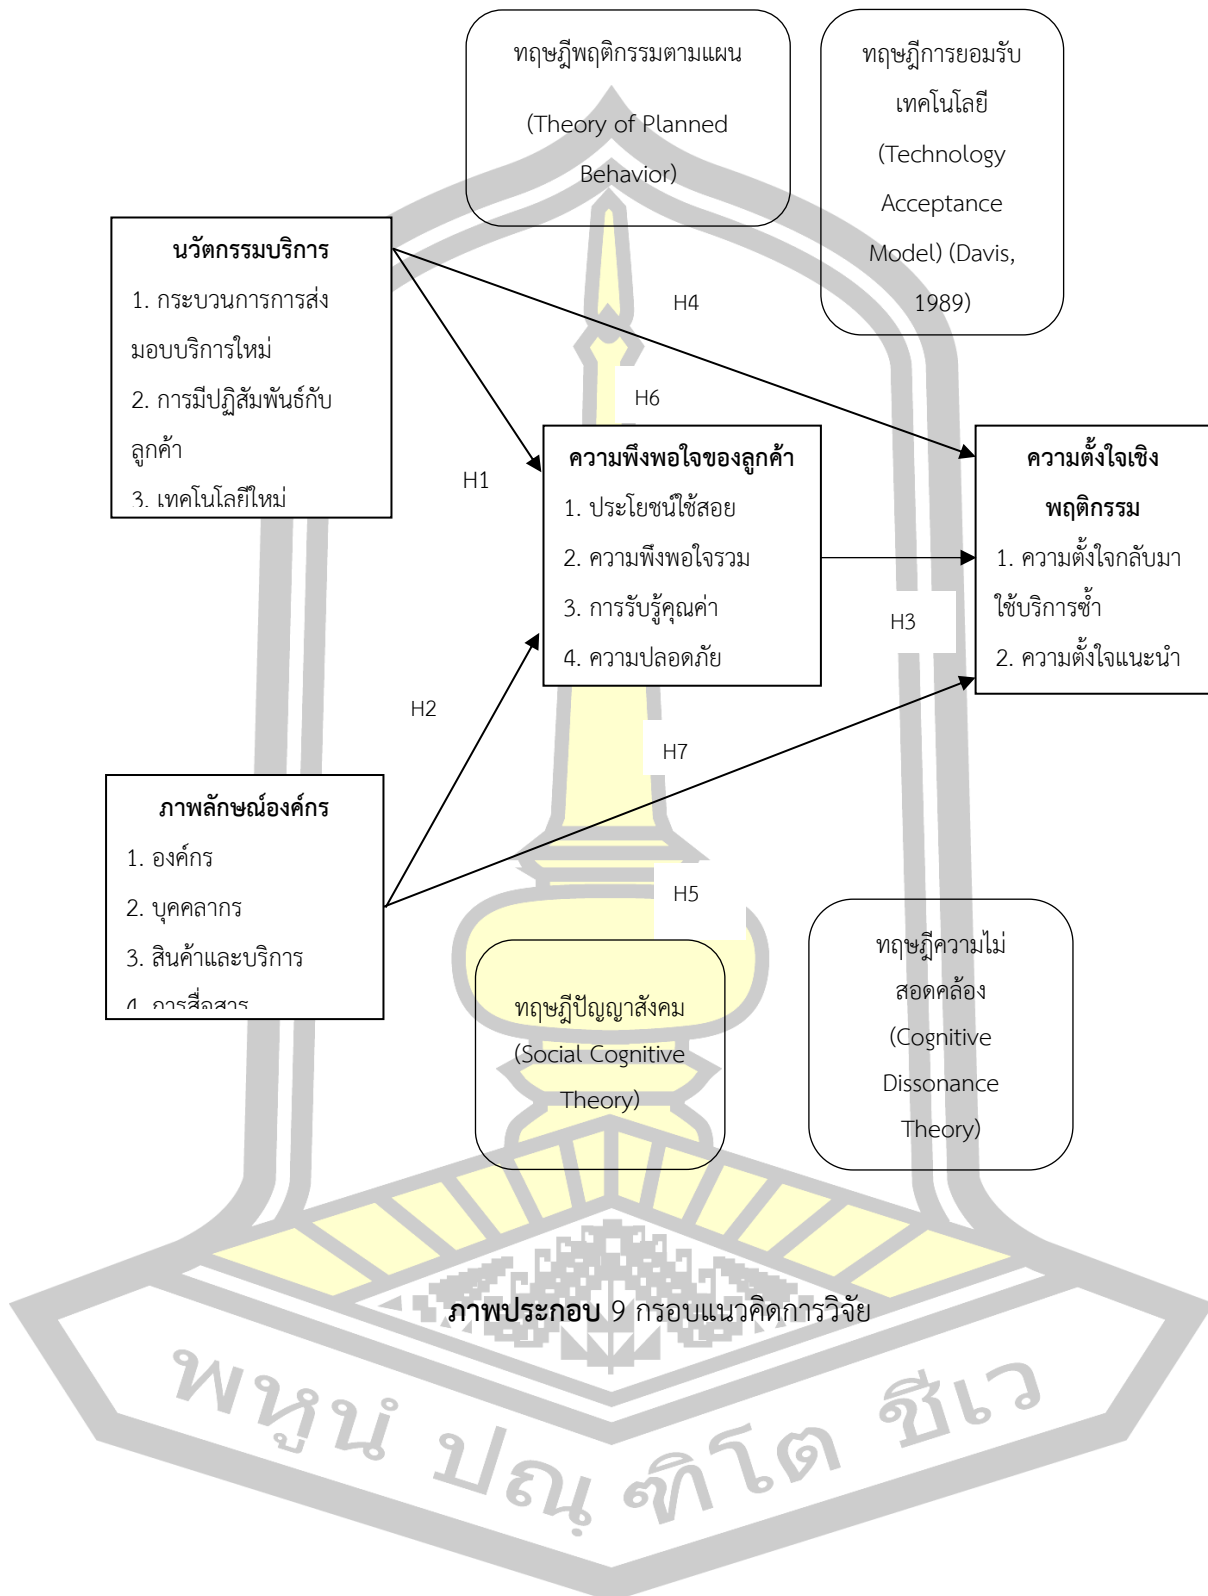 ทฤษฎีพฤติกรรมตามแผน
(Theory of Planned
Behavior)
ทฤษฎีการยอมรับ
เทคโนโลยี
(Technology
Acceptance
Model) (Davis,
1989)
นวัตกรรมบริการ
1. กระบวนการการส่ง
มอบบริการใหม่
2. การมีปฏิสัมพันธ์กับ
ลูกค้า
3. เทคโนโลยีใหม่
H4
H6
H1
ความพึงพอใจของลูกค้า
1. ประโยชน์ใช้สอย
2. ความพึงพอใจรวม
3. การรับรู้คุณค่า
4. ความปลอดภัย
ความตั้งใจเชิง
พฤติกรรม
1. ความตั้งใจกลับมา
ใช้บริการซ้ำ
2. ความตั้งใจแนะนำ
H3
H2
H7
ภาพลักษณ์องค์กร
1. องค์กร
2. บุคคลากร
3. สินค้าและบริการ
4. การสื่อสาร
H5
ทฤษฎีปัญญาสังคม
(Social Cognitive
Theory)
ทฤษฎีความไม่
สอดคล้อง
(Cognitive
Dissonance
Theory)
ภาพประกอบ 9 กรอบแนวคิดการวิจัย
พหูนํ ปณฺฑิโต ชีเว